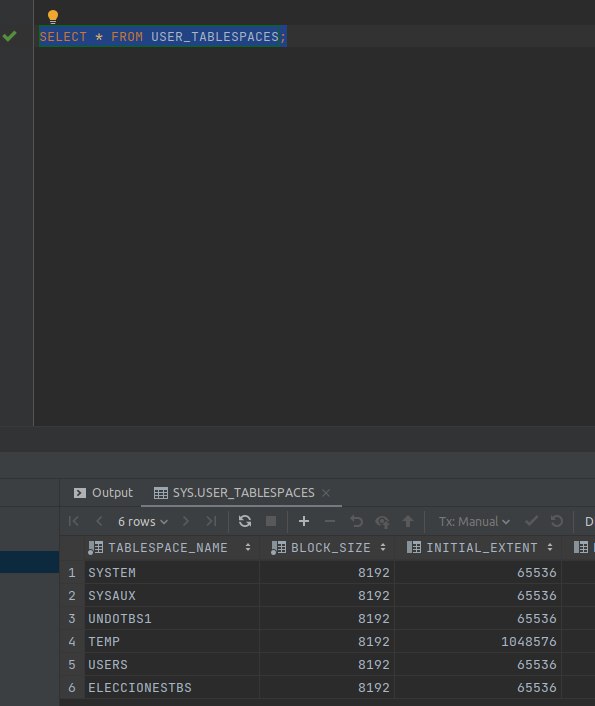 SELECT * FROM USER_TABLESPACES;
Output SYS.USER_TABLESPACES
6 rows Tx: Manual D
TABLESPACE_NAME BLOCK_SIZE INITIAL_EXTENT
1 SYSTEM 8192 65536
2 SYSAUX 8192 65536
3 UNDOTBS1 8192 65536
4 TEMP 8192 1048576
5 USERS 8192 65536
6 ELECCIONESTBS 8192 65536